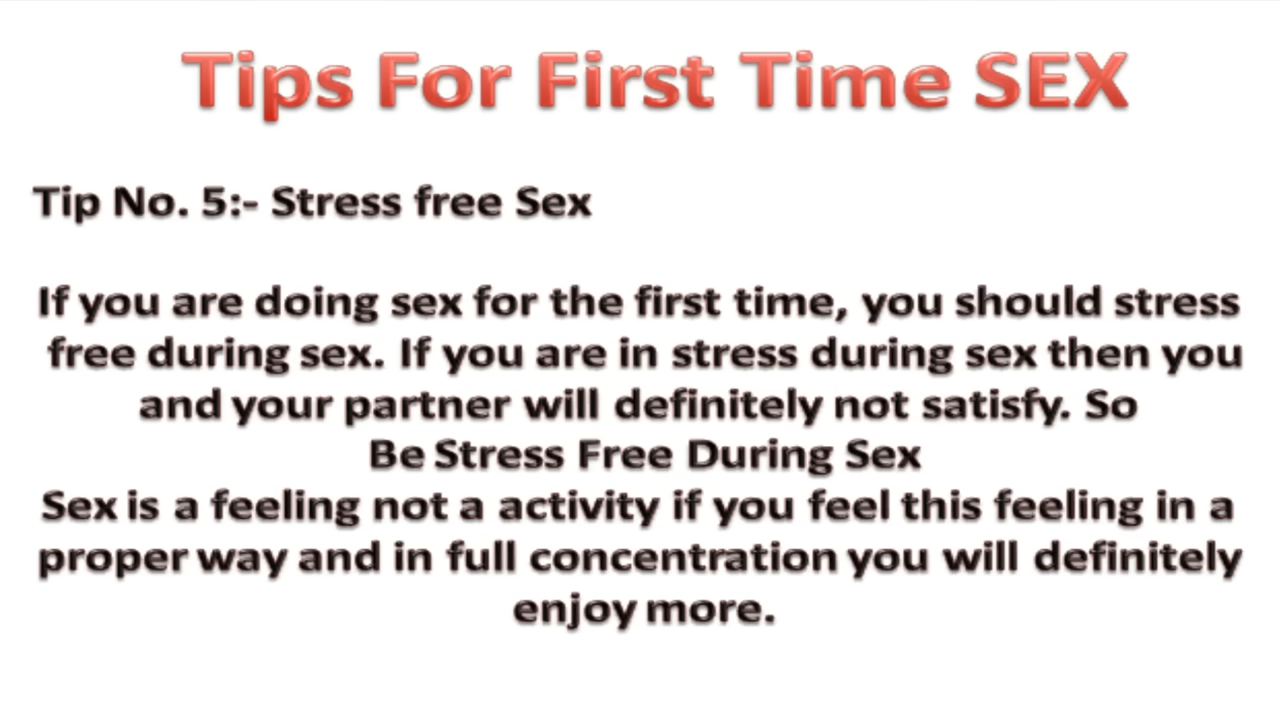 Tips For First Time SEX
Tip No. 5:- Stress free Sex
If you are doing sex for the first time, you should stress
free during sex. If you are in stress during sex then you
and your partner will definitely not satisfy. So
Be Stress Free During Sex
Sex is a feeling not a activity if you feel this feeling in a
proper way and in full concentration you will definitely
enjoy more.